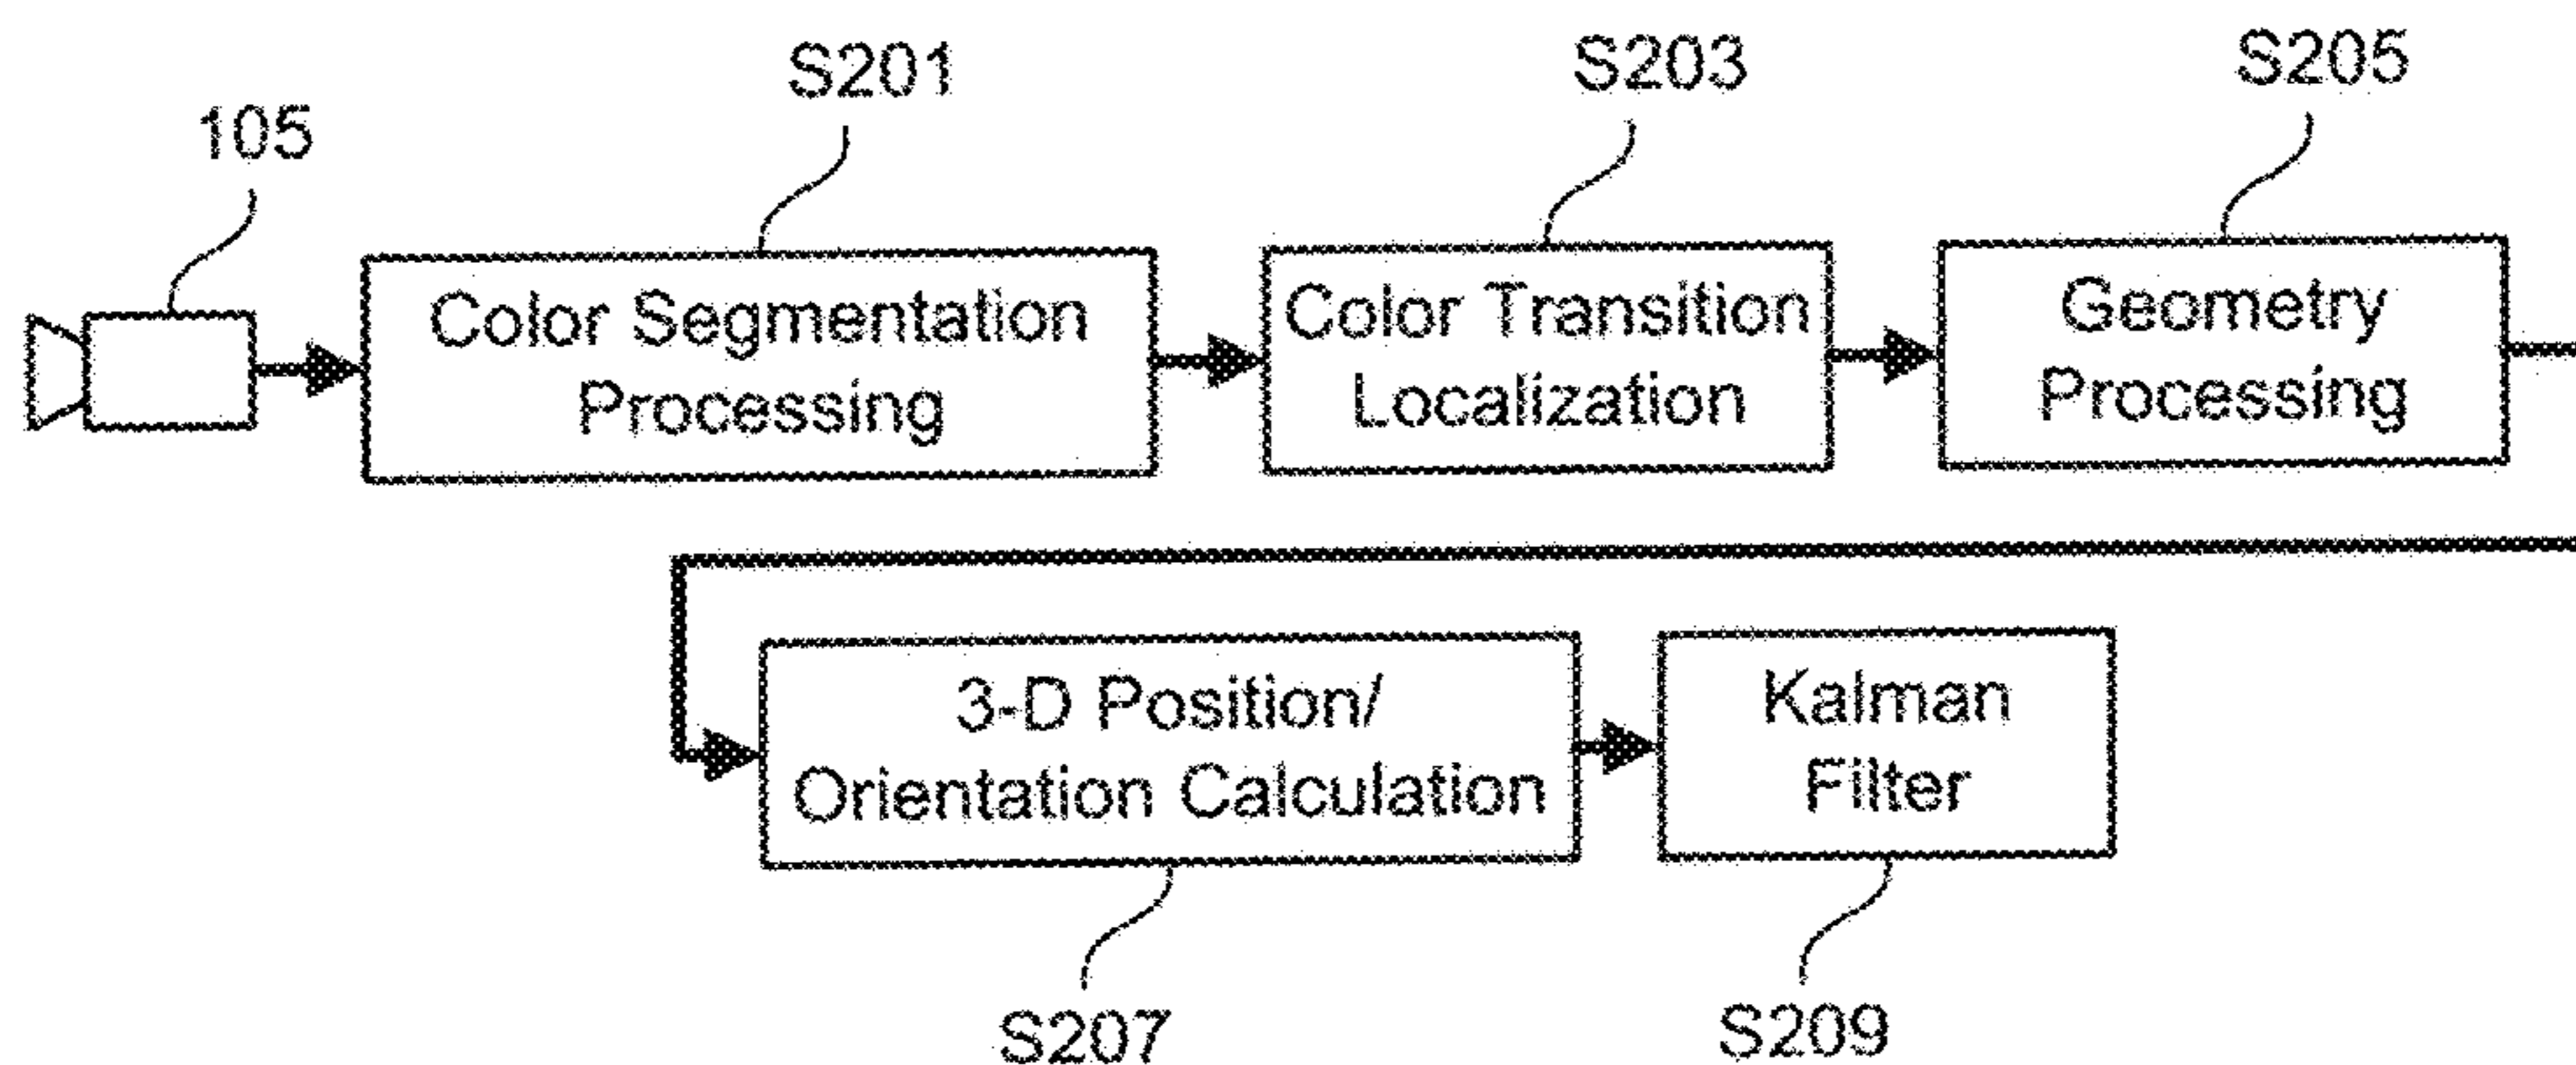 105
S201
S203
S205
Color Segmentation
Processing
Color Transition
Localization
Geometry
Processing
3-D Position/
Orientation Calculation
Kalman
Filter
S207
S209